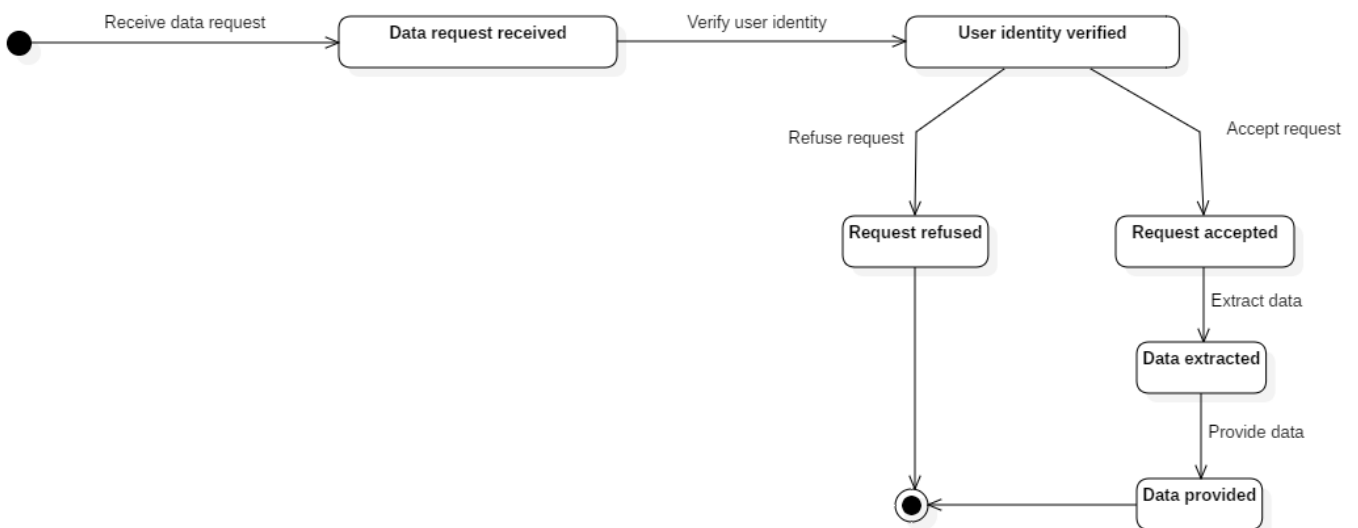 Receive data request
Data request received
Verify user identity
User identity verified
Refuse request
Accept request
Request refused
Request accepted
Extract data
Data extracted
Provide data
Data provided